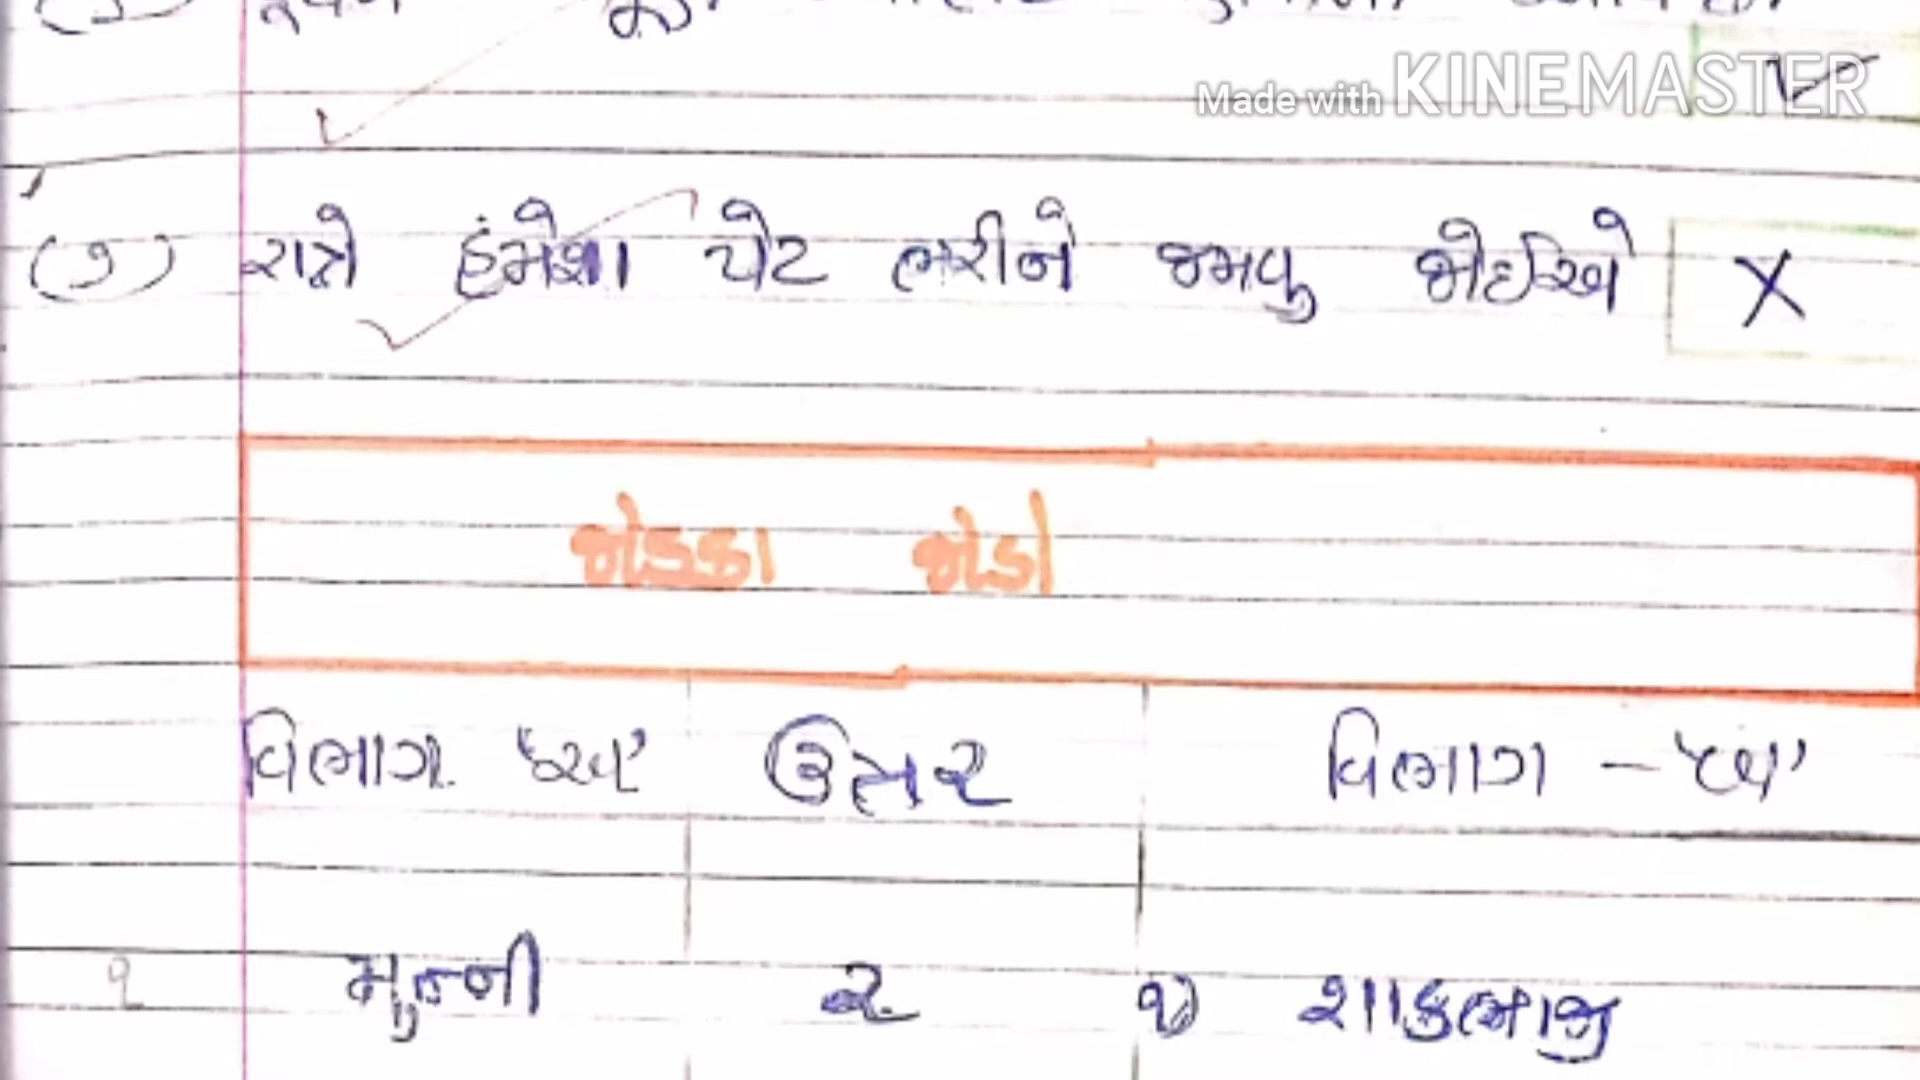 Made with KINEMASTER
(૭) રાત્રે હંમેશા પેટ ભરીને જમવુ જોઈએ X
જોડકા જોડો
વિભાગ 'અ' ઉત્તર વિભાગ - 'બ'
૧ મુન્ની ૨ ૧) શાકભાજી